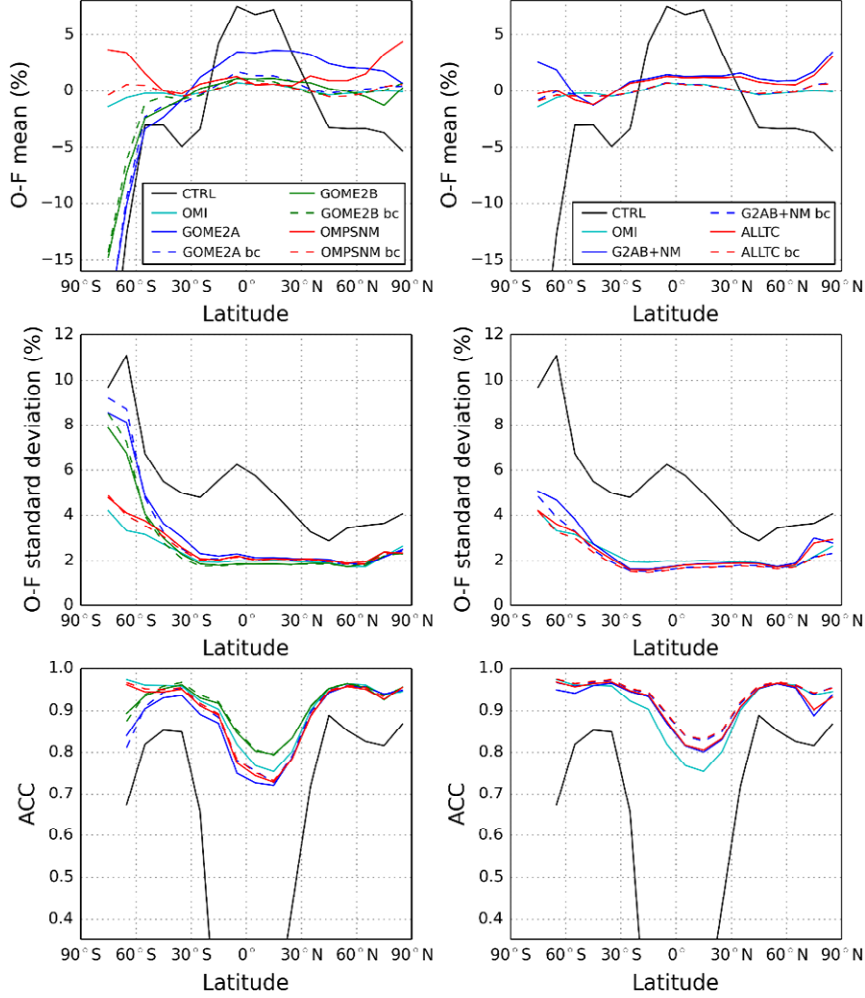 O-F mean (%)
5
0
−5
−10
−15
CTRL
OMI
GOME2A
GOME2A bc
GOME2B
GOME2B bc
OMPSNM
OMPSNM bc
90°S 60°S 30°S 0° 30°N 60°N 90°N
Latitude
O-F mean (%)
5
0
−5
−10
−15
CTRL
OMI
G2AB+NM
G2AB+NM bc
ALLTC
ALLTC bc
90°S 60°S 30°S 0° 30°N 60°N 90°N
Latitude
O-F standard deviation (%)
12
10
8
6
4
2
0
90°S 60°S 30°S 0° 30°N 60°N 90°N
Latitude
O-F standard deviation (%)
12
10
8
6
4
2
0
90°S 60°S 30°S 0° 30°N 60°N 90°N
Latitude
ACC
1.0
0.9
0.8
0.7
0.6
0.5
0.4
90°S 60°S 30°S 0° 30°N 60°N 90°N
Latitude
ACC
1.0
0.9
0.8
0.7
0.6
0.5
0.4
90°S 60°S 30°S 0° 30°N 60°N 90°N
Latitude